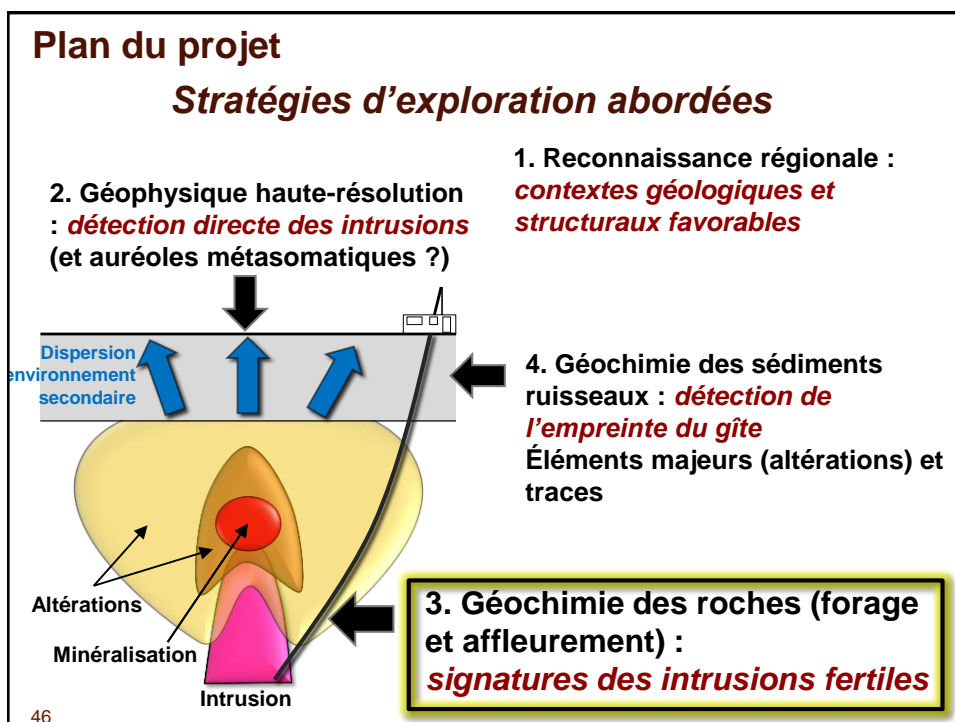 Plan du projet
Stratégies d'exploration abordées
1. Reconnaissance régionale :
contextes géologiques et
structuraux favorables
2. Géophysique haute-résolution
: détection directe des intrusions
(et auréoles métasomatiques ?)
Dispersion
environnement
secondaire
4. Géochimie des sédiments
ruisseaux : détection de
l'empreinte du gîte
Éléments majeurs (altérations) et
traces
Altérations
Minéralisation
Intrusion
3. Géochimie des roches (forage
et affleurement) :
signatures des intrusions fertiles
46